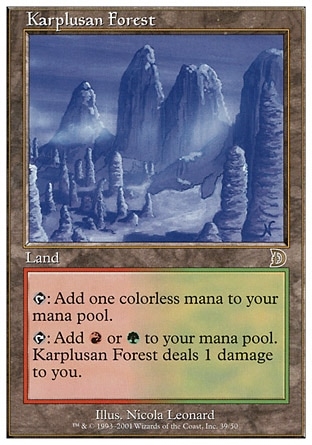 Karplusan Forest
Land
: Add one colorless mana to your
mana pool.
: Add or to your mana pool.
Karplusan Forest deals 1 damage
to you.
Illus. Nicola Leonard
™ & © 1993–2001 Wizards of the Coast, Inc. 39/50